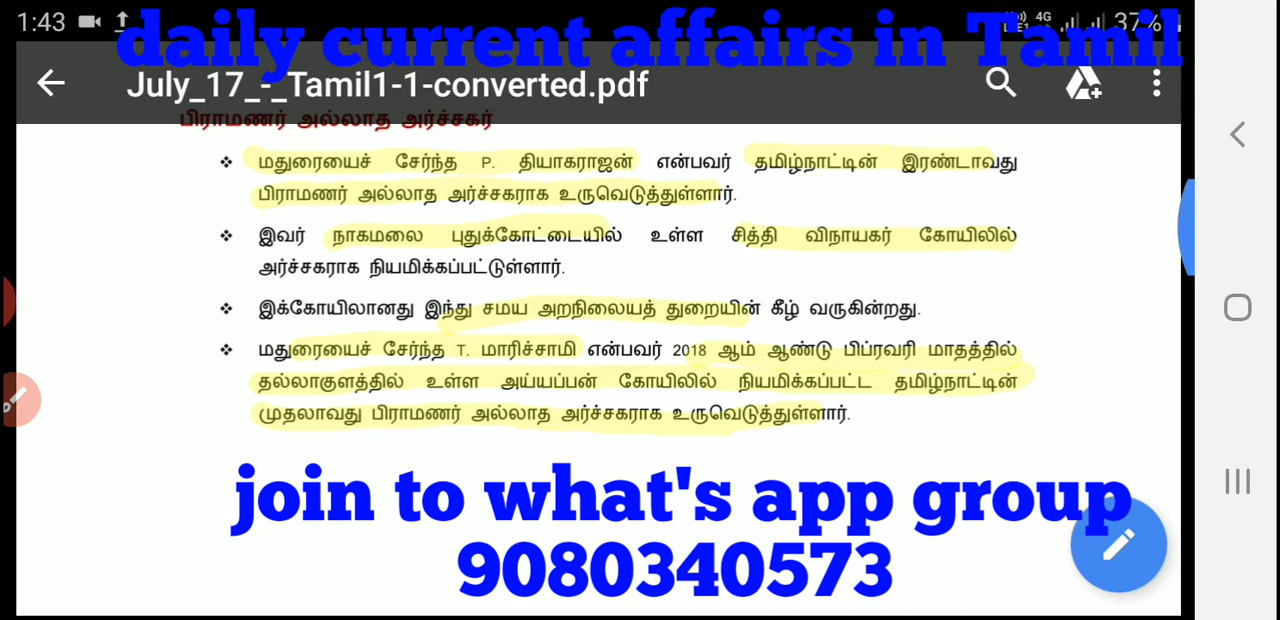 1:43 4G 37%
daily current affairs in Tamil
July_17_-_Tamil1-1-converted.pdf
பிராமணர் அல்லாத அர்ச்சகர்
❖ மதுரையைச் சேர்ந்த P. தியாகராஜன் என்பவர் தமிழ்நாட்டின் இரண்டாவது
பிராமணர் அல்லாத அர்ச்சகராக உருவெடுத்துள்ளார்.
❖ இவர் நாகமலை புதுக்கோட்டையில் உள்ள சித்தி விநாயகர் கோயிலில்
அர்ச்சகராக நியமிக்கப்பட்டுள்ளார்.
❖ இக்கோயிலானது இந்து சமய அறநிலையத் துறையின் கீழ் வருகின்றது.
❖ மதுரையைச் சேர்ந்த T. மாரிச்சாமி என்பவர் 2018 ஆம் ஆண்டு பிப்ரவரி மாதத்தில்
தல்லாகுளத்தில் உள்ள அய்யப்பன் கோயிலில் நியமிக்கப்பட்ட தமிழ்நாட்டின்
முதலாவது பிராமணர் அல்லாத அர்ச்சகராக உருவெடுத்துள்ளார்.
join to what's app group
9080340573